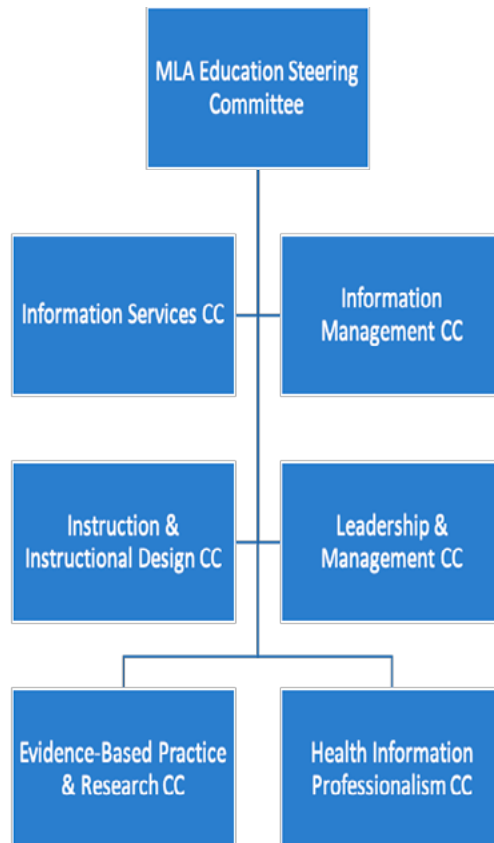 MLA Education Steering
Committee
Information Services CC
Information
Management CC
Instruction &
Instructional Design CC
Leadership &
Management CC
Evidence-Based Practice
& Research CC
Health Information
Professionalism CC